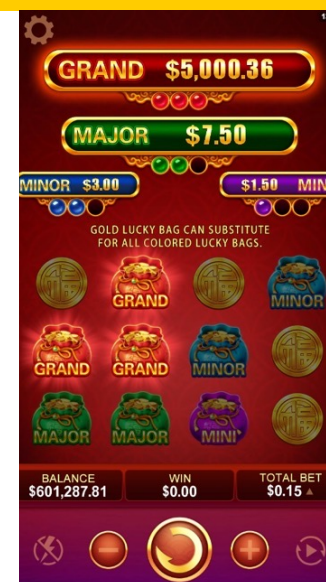 GRAND $5,000.36
MAJOR $7.50
MINOR $3.00
$1.50 MIN
GOLD LUCKY BAG CAN SUBSTITUTE
FOR ALL COLORED LUCKY BAGS.
GRAND MINOR
GRAND GRAND MINOR
MAJOR MAJOR MINI
BALANCE WIN TOTAL BET
$601,287.81 $0.00 $0.15